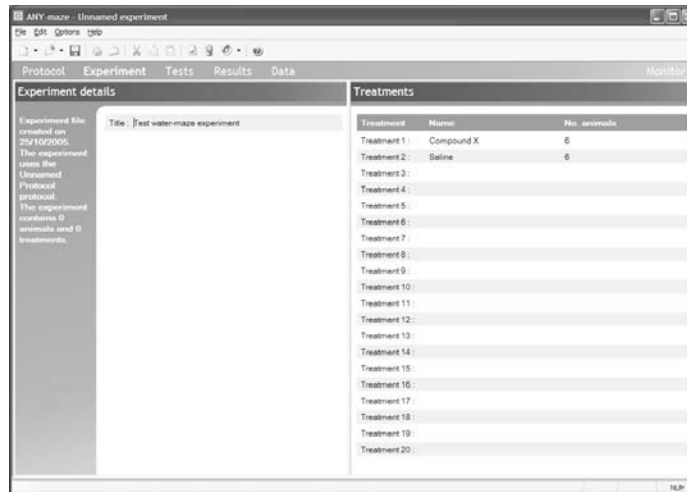 ANY-maze - Unnamed experiment
File Edit Options Help
Protocol Experiment Tests Results Data Monitor
Experiment details
Experiment file
created on
25/10/2005.
The experiment
uses the
Unnamed
Protocol
protocol.
The experiment
contains 0
animals and 0
treatments.
Title : Test water-maze experiment
Treatments
Treatment Name No. animals
Treatment 1 : Compound X 6
Treatment 2 : Saline 6
Treatment 3 :
Treatment 4 :
Treatment 5 :
Treatment 6 :
Treatment 7 :
Treatment 8 :
Treatment 9 :
Treatment 10 :
Treatment 11 :
Treatment 12 :
Treatment 13 :
Treatment 14 :
Treatment 15 :
Treatment 16 :
Treatment 17 :
Treatment 18 :
Treatment 19 :
Treatment 20 :
NUM